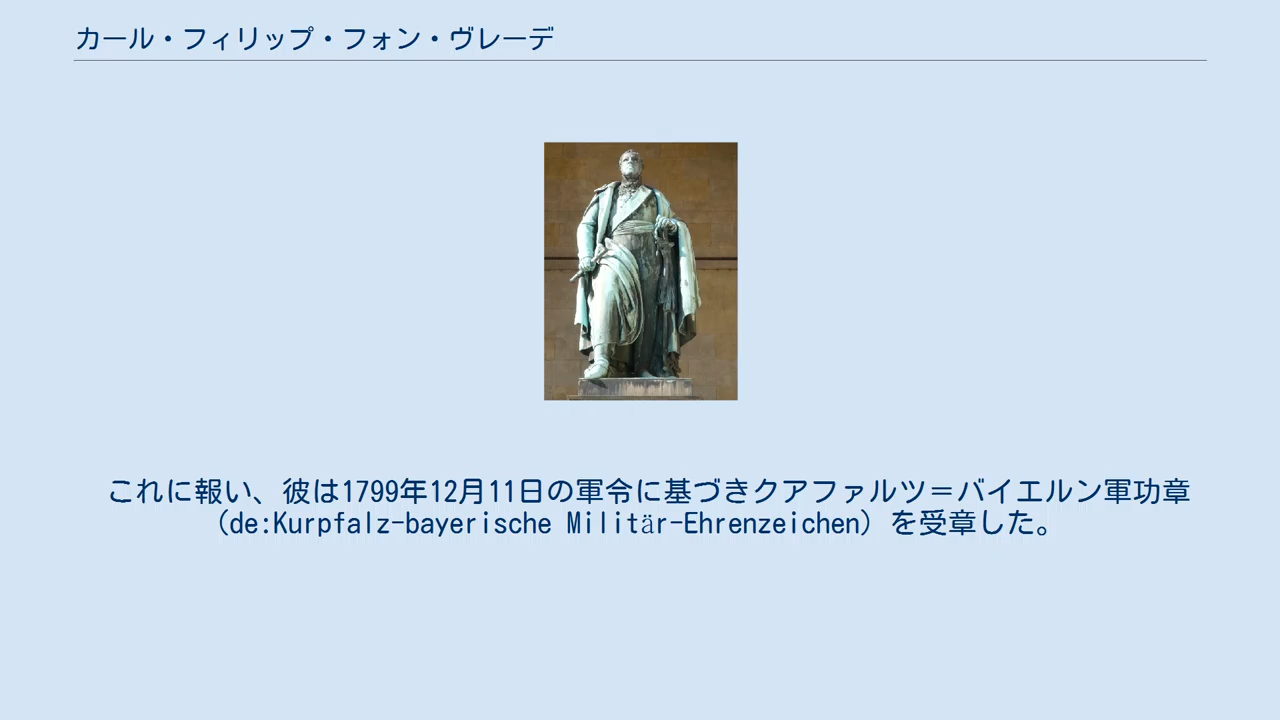 カール・フィリップ・フォン・ヴレーデ
これに報い、彼は1799年12月11日の軍令に基づきクアファルツ＝バイエルン軍功章
（de:Kurpfalz-bayerische Militär-Ehrenzeichen）を受章した。